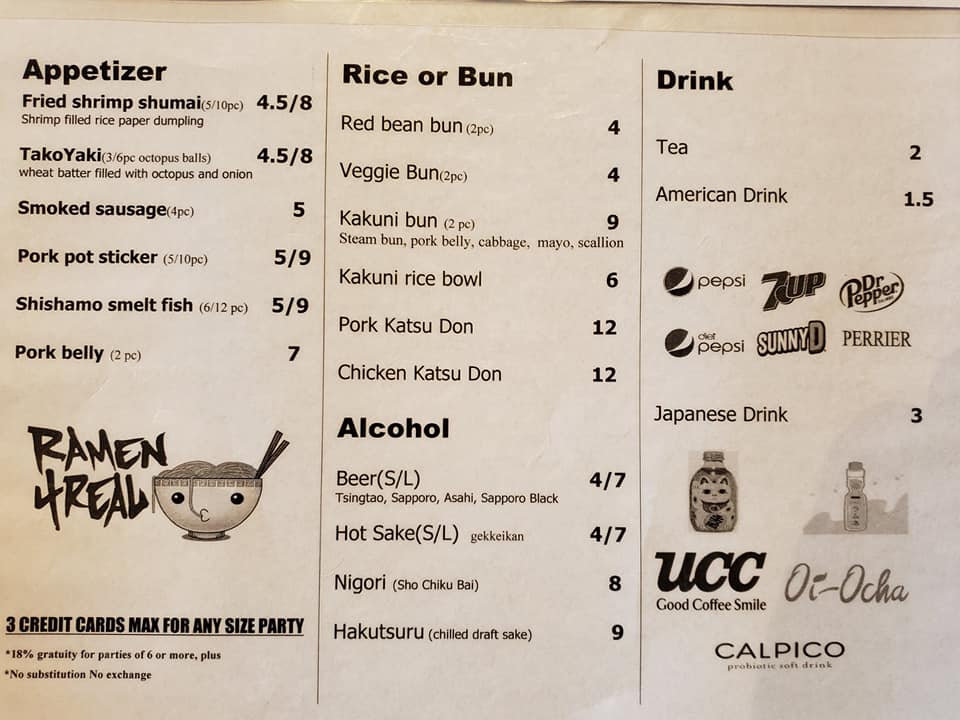 Appetizer
Fried shrimp shumai(5/10pc) 4.5/8
Shrimp filled rice paper dumpling
TakoYaki(3/6pc octopus balls) 4.5/8
wheat batter filled with octopus and onion
Smoked sausage(4pc) 5
Pork pot sticker (5/10pc) 5/9
Shishamo smelt fish (6/12 pc) 5/9
Pork belly (2 pc) 7
RAMEN
4REAL
3 CREDIT CARDS MAX FOR ANY SIZE PARTY
*18% gratuity for parties of 6 or more, plus
*No substitution No exchange
Rice or Bun
Red bean bun (2pc) 4
Veggie Bun(2pc) 4
Kakuni bun (2 pc) 9
Steam bun, pork belly, cabbage, mayo, scallion
Kakuni rice bowl 6
Pork Katsu Don 12
Chicken Katsu Don 12
Alcohol
Beer(S/L) 4/7
Tsingtao, Sapporo, Asahi, Sapporo Black
Hot Sake(S/L) gekkeikan 4/7
Nigori (Sho Chiku Bai) 8
Hakutsuru (chilled draft sake) 9
Drink
Tea 2
American Drink 1.5
pepsi 7UP Dr Pepper
diet pepsi SUNNYD PERRIER
Japanese Drink 3
UCC
Good Coffee Smile
Oi-Ocha
CALPICO
probiotic soft drink